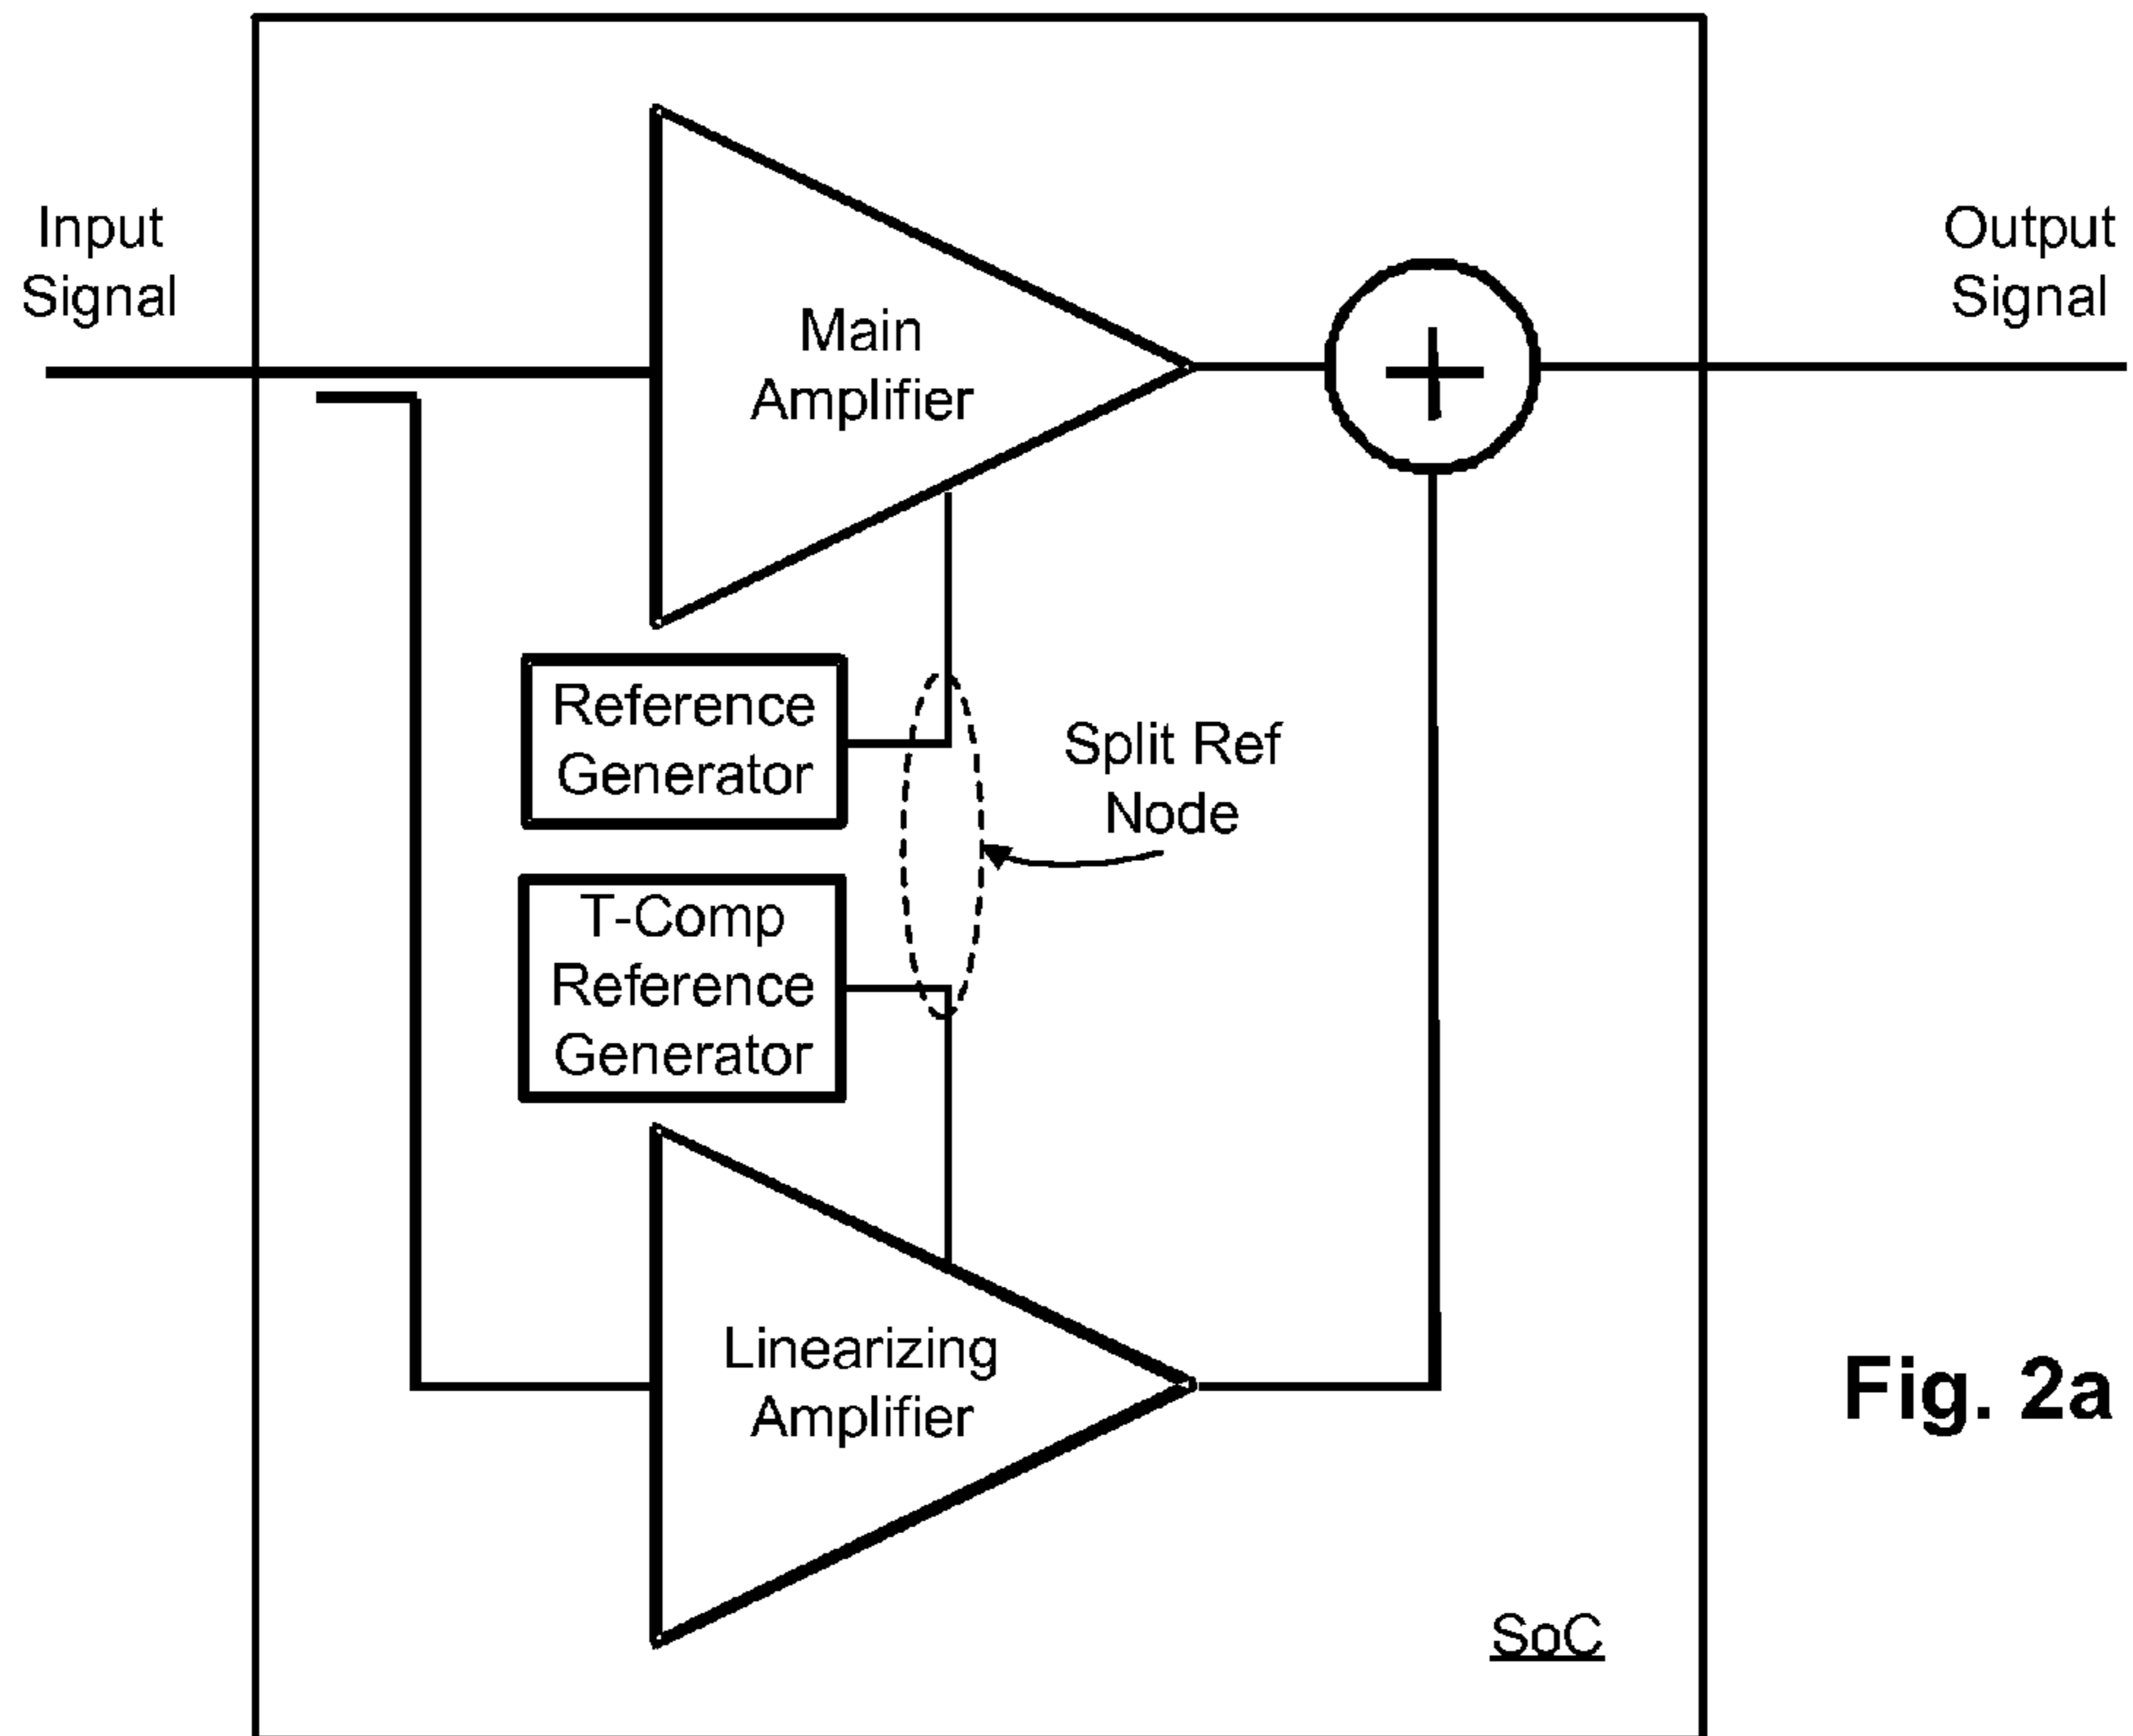 Input
Signal
Output
Signal
Main
Amplifier
+
Reference
Generator
Split Ref
Node
T-Comp
Reference
Generator
Linearizing
Amplifier
Fig. 2a
SoC